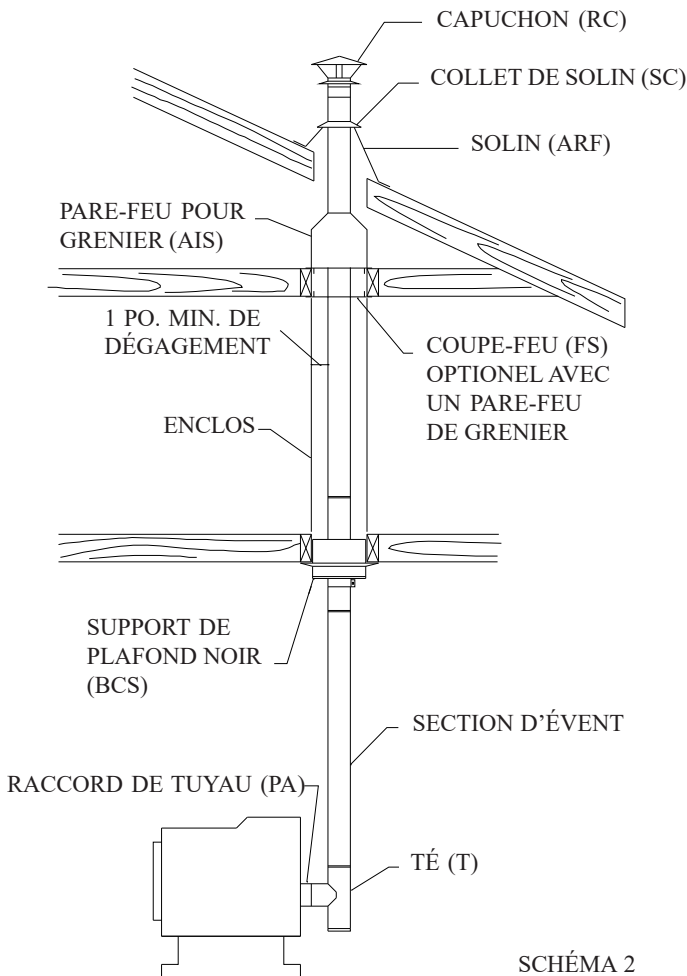 CAPUCHON (RC)
COLLET DE SOLIN (SC)
SOLIN (ARF)
PARE-FEU POUR
GRENIER (AIS)
1 PO. MIN. DE
DÉGAGEMENT
COUPE-FEU (FS)
OPTIONEL AVEC
UN PARE-FEU
DE GRENIER
ENCLOS
SUPPORT DE
PLAFOND NOIR
(BCS)
SECTION D’ÉVENT
RACCORD DE TUYAU (PA)
TÉ (T)
SCHÉMA 2